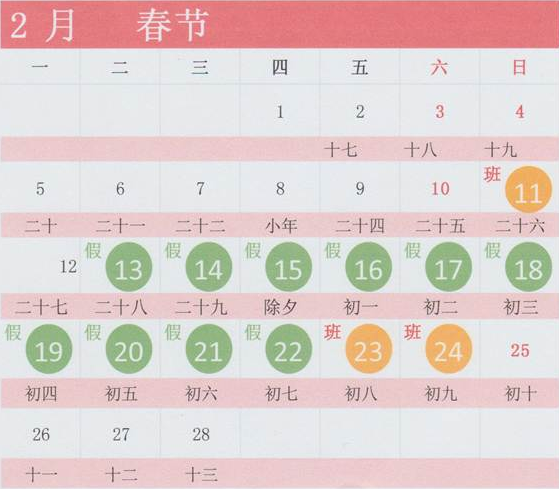 2 月 春节
一 二 三 四 五 六 日
1 2 3 4
十七 十八 十九
5 6 7 8 9 10 班 11
二十 二十一 二十二 小年 二十四 二十五 二十六
12 假 13 假 14 假 15 假 16 假 17 假 18
二十七 二十八 二十九 除夕 初一 初二 初三
假 19 假 20 假 21 假 22 班 23 班 24 25
初四 初五 初六 初七 初八 初九 初十
26 27 28
十一 十二 十三